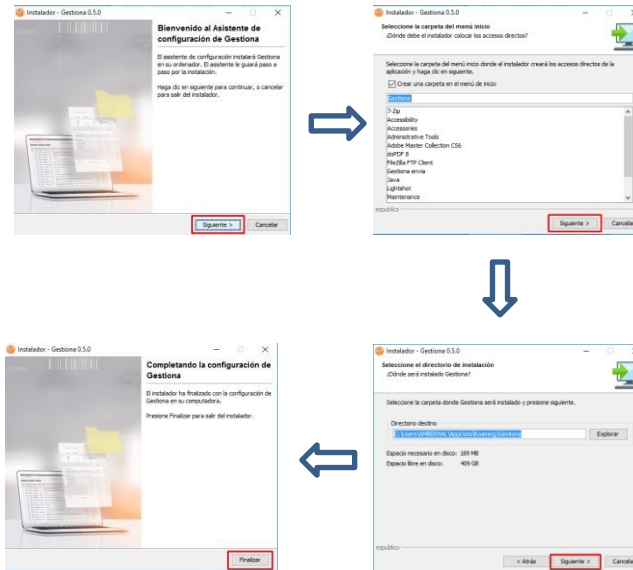 Instalador - Gestiona 0.5.0
Bienvenido al Asistente de
configuración de Gestiona
El asistente de configuración instalará Gestiona
en su ordenador. El asistente le guiará paso a
paso por la instalación.
Haga clic en siguiente para continuar, o cancelar
para salir del instalador.
Siguiente >
Cancelar
Instalador - Gestiona 0.5.0
Seleccione la carpeta del menú inicio
¿Dónde debe el instalador colocar los accesos directos?
Seleccione la carpeta del menú inicio donde el instalador creará los accesos directos de la
aplicación y haga clic en siguiente.
Crear una carpeta en el menú de inicio
Gestiona
7-Zip
Accessibility
Accessories
Administrative Tools
Adobe Master Collection CS6
doPDF 8
FileZilla FTP Client
Gestiona envia
Java
Lightshot
Maintenance
espublico
Siguiente >
Cancelar
Instalador - Gestiona 0.5.0
Seleccione el directorio de instalación
¿Dónde será instalado Gestiona?
Seleccione la carpeta donde Gestiona será instalado y presione siguiente.
Directorio destino
C:\Users\AMBERNAL\AppData\Roaming\Gestiona
Explorar
Espacio necesario en disco: 189 MB
Espacio libre en disco: 409 GB
espublico
< Atrás
Siguiente >
Cancelar
Instalador - Gestiona 0.5.0
Completando la configuración de
Gestiona
El instalador ha finalizado con la configuración de
Gestiona en su computadora.
Presione Finalizar para salir del instalador.
Finalizar